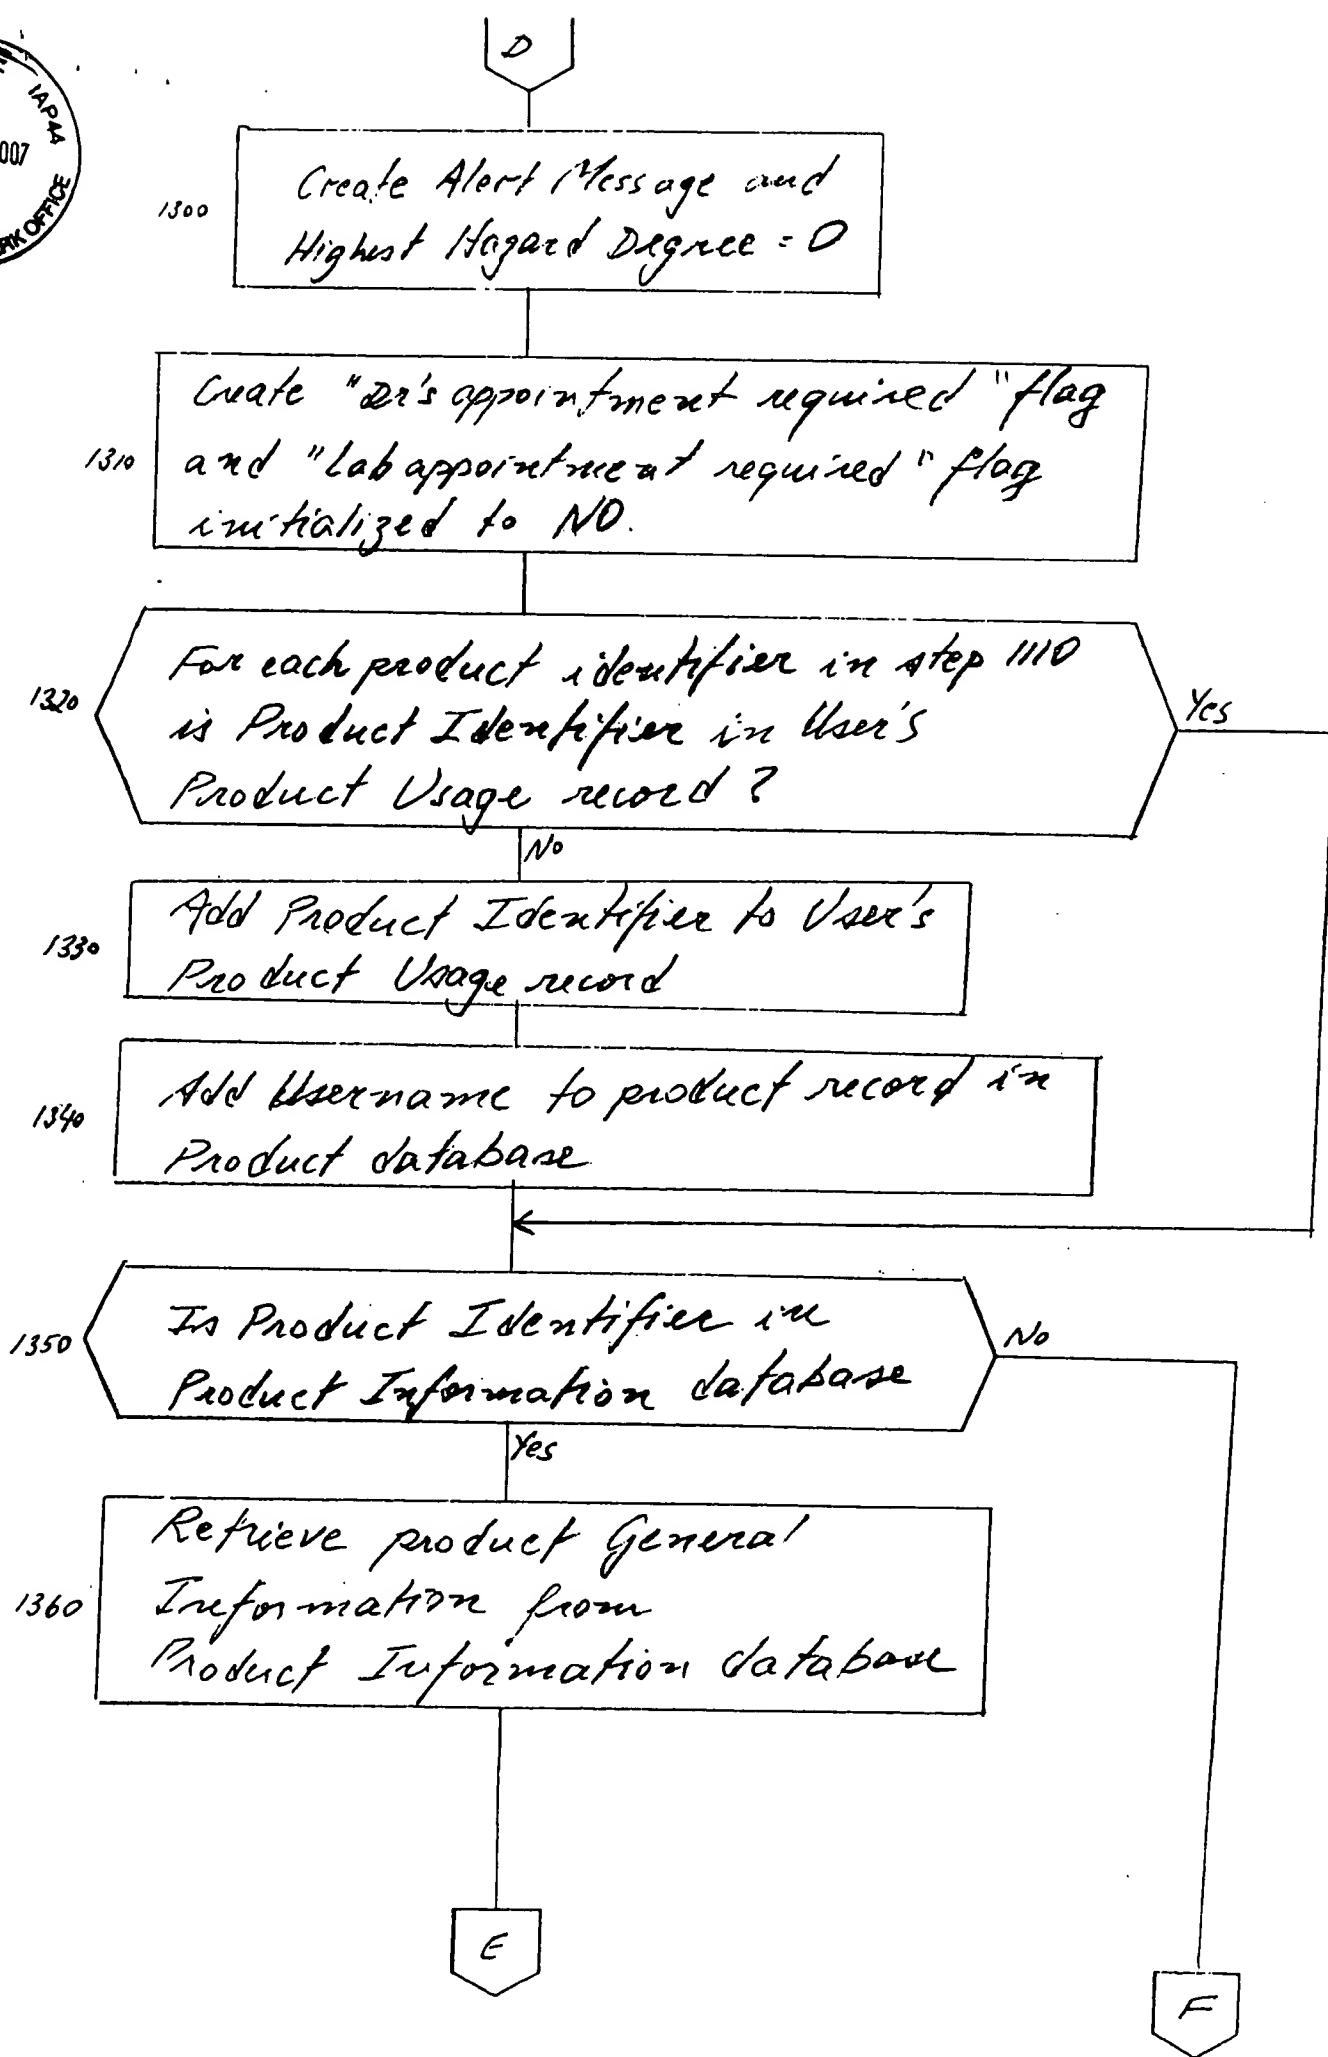 IAP44
007
OFFICE
D
1300
Create Alert Message and
Highest Hazard Degree = 0
1310
Create "Dr's appointment required" flag
and "lab appointment required" flag
initialized to NO.
1320
For each product identifier in step 1110
is Product Identifier in User's
Product Usage record?
Yes
No
1330
Add Product Identifier to User's
Product Usage record
1340
Add Username to product record in
Product database
1350
Is Product Identifier in
Product Information database
No
Yes
1360
Retrieve product General
Information from
Product Information database
E
F